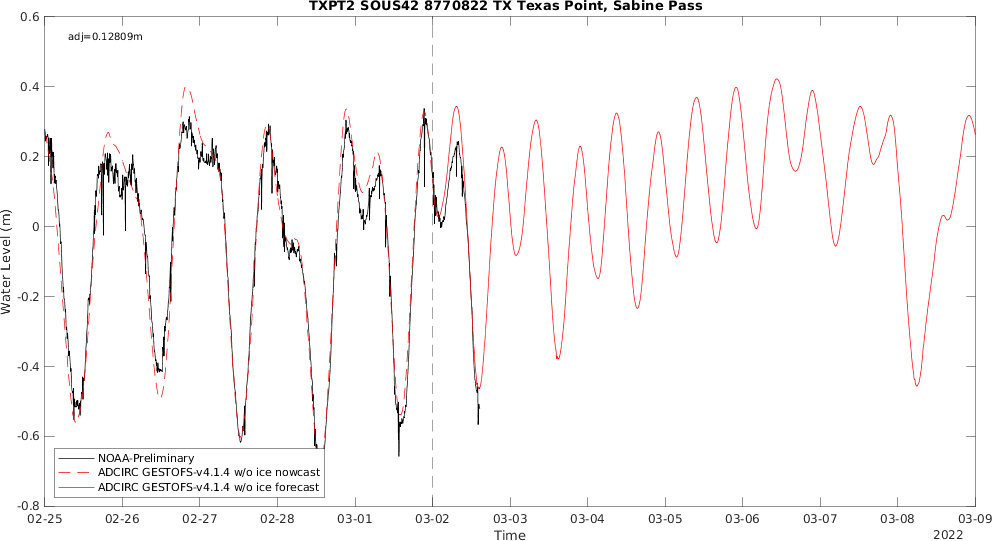 TXPT2 SOUS42 8770822 TX Texas Point, Sabine Pass
adj=0.12809m
0.6
0.4
0.2
0
-0.2
-0.4
-0.6
-0.8
Water Level (m)
NOAA-Preliminary
ADCIRC GESTOFS-v4.1.4 w/o ice nowcast
ADCIRC GESTOFS-v4.1.4 w/o ice forecast
02-25 02-26 02-27 02-28 03-01 03-02 03-03 03-04 03-05 03-06 03-07 03-08 03-09
Time
2022